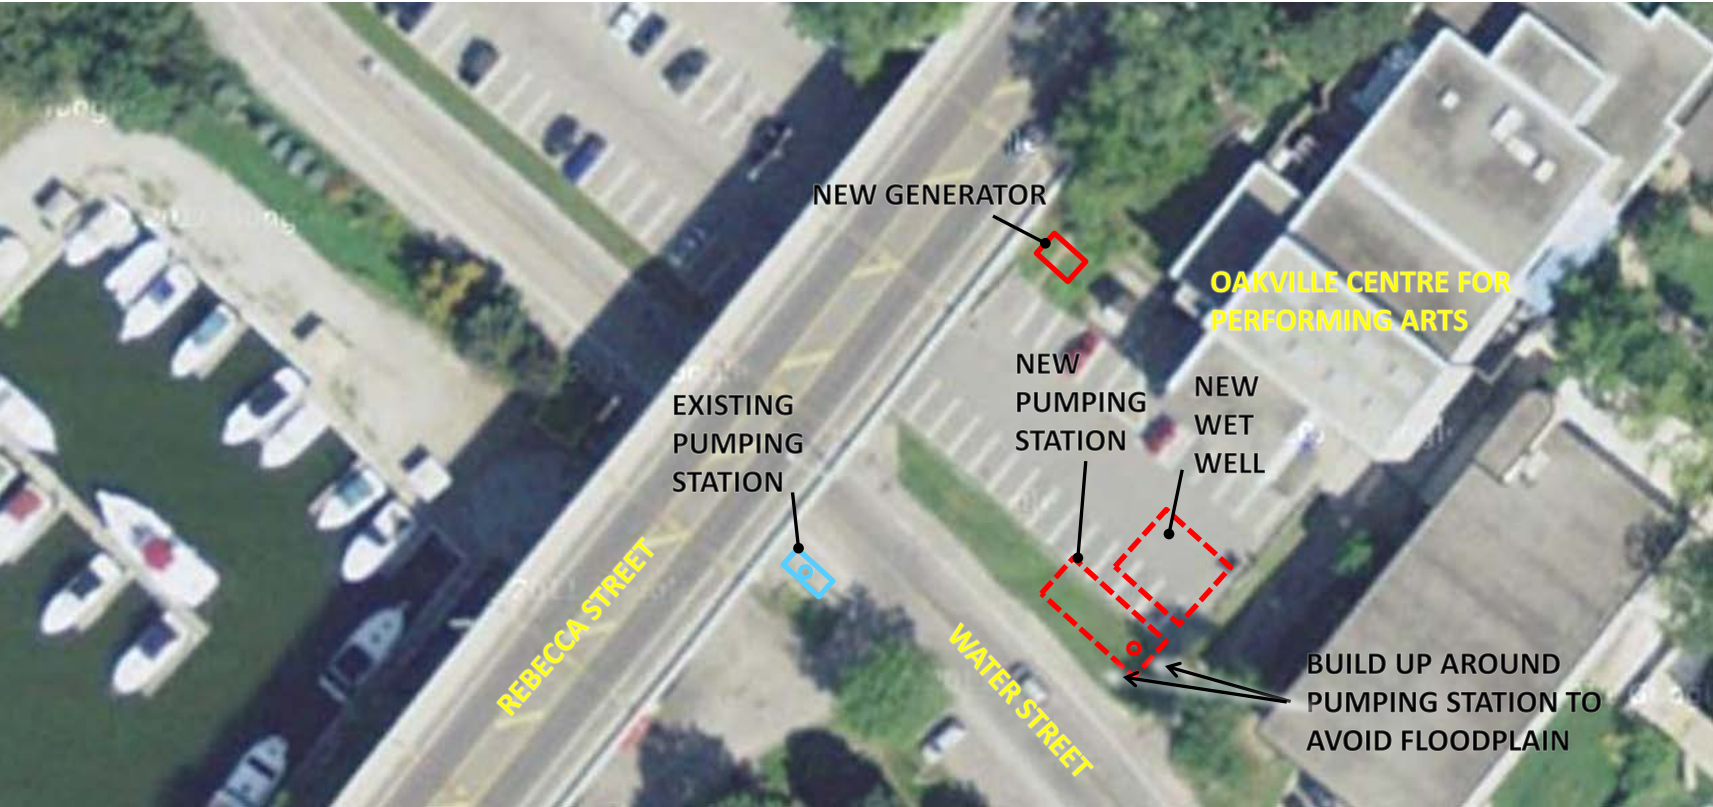 NEW GENERATOR
OAKVILLE CENTRE FOR
PERFORMING ARTS
NEW
PUMPING
STATION
NEW
WET
WELL
EXISTING
PUMPING
STATION
REBECCA STREET
WATER STREET
BUILD UP AROUND
PUMPING STATION TO
AVOID FLOODPLAIN